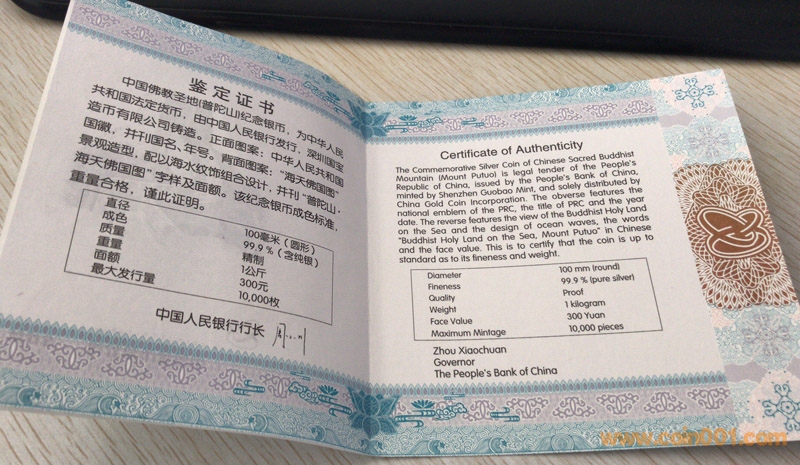 鉴定证书
中国佛教圣地(普陀山)纪念银币，为中华人民
共和国法定货币，由中国人民银行发行，深圳国宝
造币有限公司铸造。正面图案：中华人民共和国
国徽，并刊国名、年号。背面图案：“海天佛国图”
景观造型，配以海水纹饰组合设计，并刊“普陀山·
海天佛国图”字样及面额。该纪念银币成色标准，
重量合格，谨此证明。
直径 100毫米（圆形）
成色 99.9％（含纯银）
质量 精制
重量 1公斤
面额 300元
最大发行量 10,000枚
中国人民银行行长
Certificate of Authenticity
The Commemorative Silver Coin of Chinese Sacred Buddhist
Mountain (Mount Putuo) is legal tender of the People's
Republic of China, issued by the People's Bank of China,
minted by Shenzhen Guobao Mint, and solely distributed by
China Gold Coin Incorporation. The obverse features the
national emblem of the PRC, the title of PRC and the year
date. The reverse features the view of the Buddhist Holy Land
on the Sea and the design of ocean waves, the words
"Buddhist Holy Land on the Sea, Mount Putuo" in Chinese
and the face value. This is to certify that the coin is up to
standard as to its fineness and weight.
Diameter 100 mm (round)
Fineness 99.9 % (pure silver)
Quality Proof
Weight 1 kilogram
Face Value 300 Yuan
Maximum Mintage 10,000 pieces
Zhou Xiaochuan
Governor
The People's Bank of China
www.coin001.com